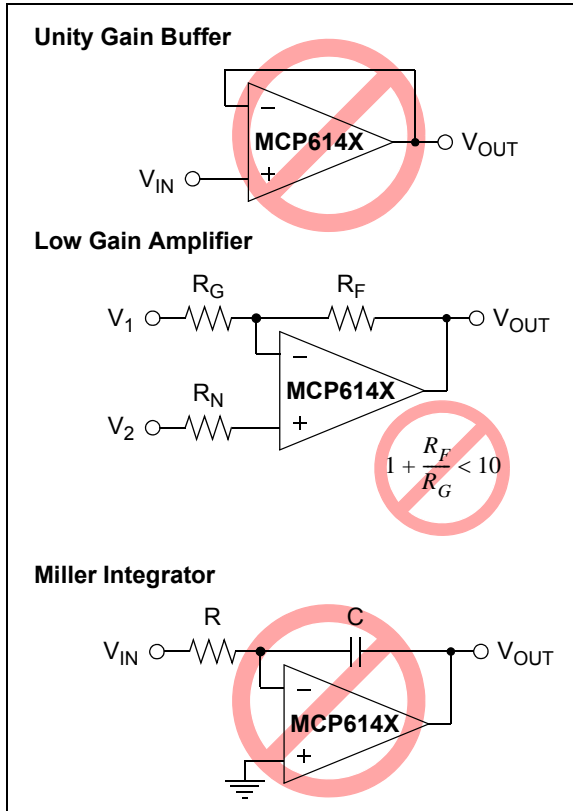 Unity Gain Buffer
−
MCP614X
V_OUT
V_IN
+
Low Gain Amplifier
R_G
R_F
V_1
V_OUT
−
MCP614X
R_N
V_2
+
1 + R_F/R_G < 10
Miller Integrator
R
C
V_IN
V_OUT
−
MCP614X
+